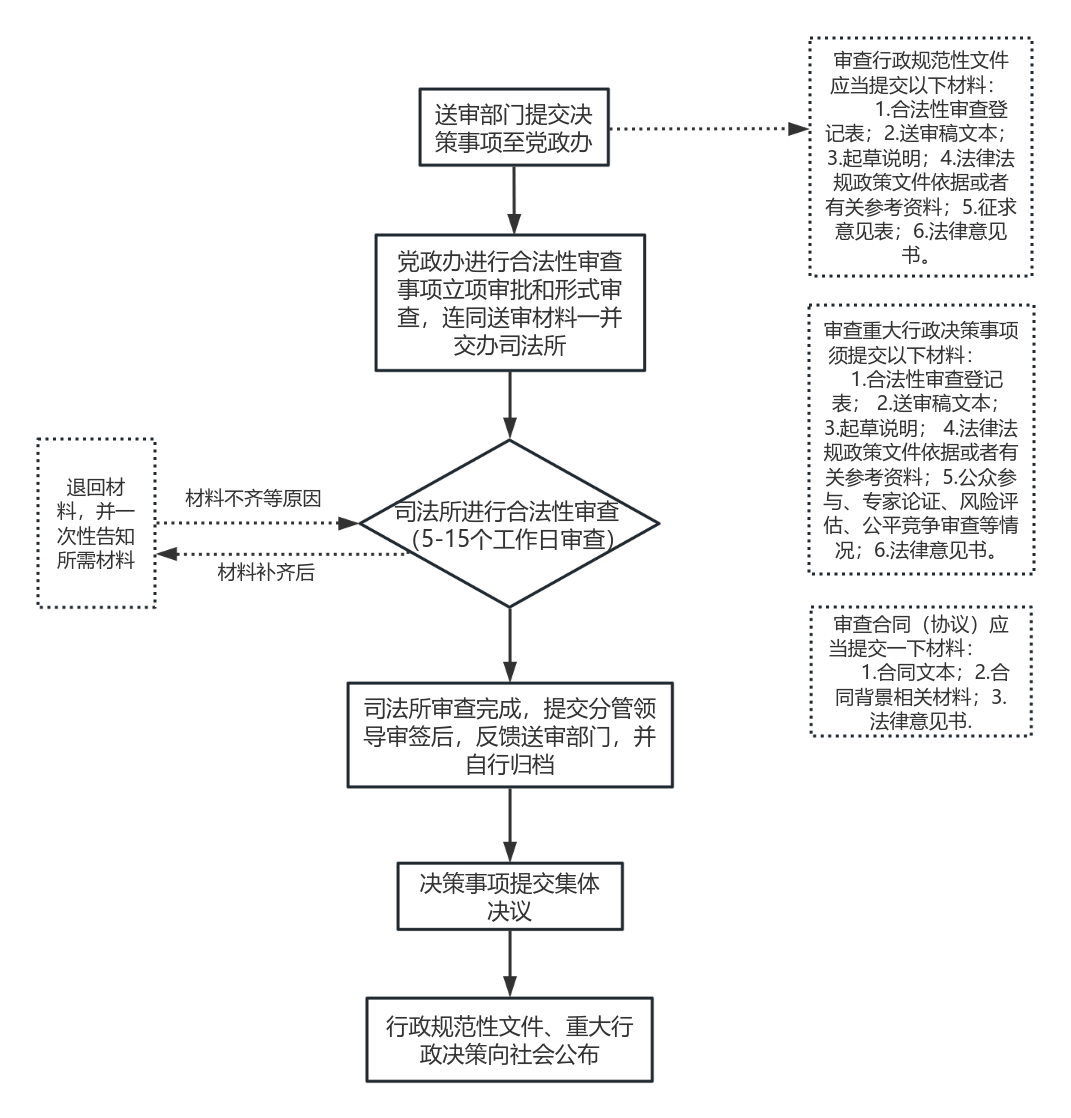 送审部门提交决
策事项至党政办
党政办进行合法性审查
事项立项审批和形式审
查，连同送审材料一并
交办司法所
退回材
料，并一
次性告知
所需材料
材料不齐等原因
材料补齐后
司法所进行合法性审查
（5-15个工作日审查）
司法所审查完成，提交分管领
导审签后，反馈送审部门，并
自行归档
决策事项提交集体
决议
行政规范性文件、重大行
政决策向社会公布
审查行政规范性文件
应当提交以下材料：
1.合法性审查登
记表；2.送审稿文本；
3.起草说明；4.法律法
规政策文件依据或者
有关参考资料；5.征求
意见表；6.法律意见
书。
审查重大行政决策事项
须提交以下材料：
1.合法性审查登记
表； 2.送审稿文本；
3.起草说明； 4.法律法
规政策文件依据或者有
关参考资料；5.公众参
与、专家论证、风险评
估、公平竞争审查等情
况；6.法律意见书。
审查合同（协议）应
当提交一下材料：
1.合同文本；2.合
同背景相关材料；3.
法律意见书.